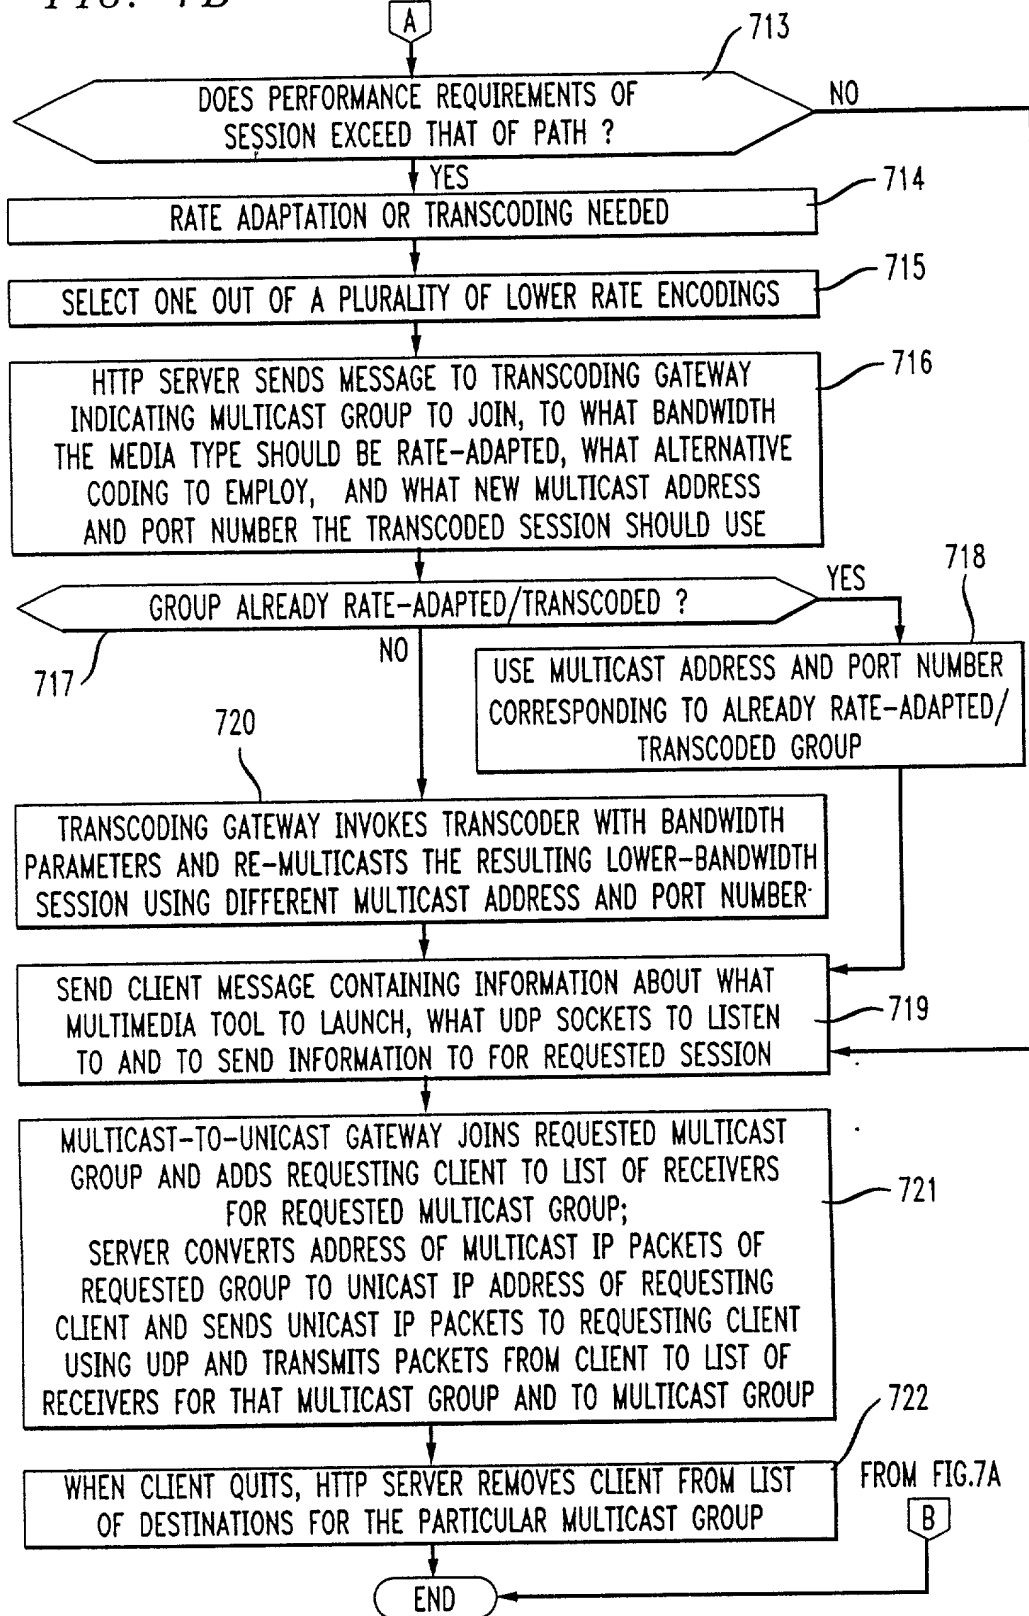 FIG. 7B
A
713
DOES PERFORMANCE REQUIREMENTS OF
SESSION EXCEED THAT OF PATH ?
NO
YES
714
RATE ADAPTATION OR TRANSCODING NEEDED
715
SELECT ONE OUT OF A PLURALITY OF LOWER RATE ENCODINGS
716
HTTP SERVER SENDS MESSAGE TO TRANSCODING GATEWAY
INDICATING MULTICAST GROUP TO JOIN, TO WHAT BANDWIDTH
THE MEDIA TYPE SHOULD BE RATE-ADAPTED, WHAT ALTERNATIVE
CODING TO EMPLOY, AND WHAT NEW MULTICAST ADDRESS
AND PORT NUMBER THE TRANSCODED SESSION SHOULD USE
GROUP ALREADY RATE-ADAPTED/TRANSCODED ?
YES
718
717
NO
USE MULTICAST ADDRESS AND PORT NUMBER
CORRESPONDING TO ALREADY RATE-ADAPTED/
TRANSCODED GROUP
720
TRANSCODING GATEWAY INVOKES TRANSCODER WITH BANDWIDTH
PARAMETERS AND RE-MULTICASTS THE RESULTING LOWER-BANDWIDTH
SESSION USING DIFFERENT MULTICAST ADDRESS AND PORT NUMBER
SEND CLIENT MESSAGE CONTAINING INFORMATION ABOUT WHAT
MULTIMEDIA TOOL TO LAUNCH, WHAT UDP SOCKETS TO LISTEN
TO AND TO SEND INFORMATION TO FOR REQUESTED SESSION
719
MULTICAST-TO-UNICAST GATEWAY JOINS REQUESTED MULTICAST
GROUP AND ADDS REQUESTING CLIENT TO LIST OF RECEIVERS
FOR REQUESTED MULTICAST GROUP;
SERVER CONVERTS ADDRESS OF MULTICAST IP PACKETS OF
REQUESTED GROUP TO UNICAST IP ADDRESS OF REQUESTING
CLIENT AND SENDS UNICAST IP PACKETS TO REQUESTING CLIENT
USING UDP AND TRANSMITS PACKETS FROM CLIENT TO LIST OF
RECEIVERS FOR THAT MULTICAST GROUP AND TO MULTICAST GROUP
721
722
WHEN CLIENT QUITS, HTTP SERVER REMOVES CLIENT FROM LIST
OF DESTINATIONS FOR THE PARTICULAR MULTICAST GROUP
FROM FIG.7A
B
END